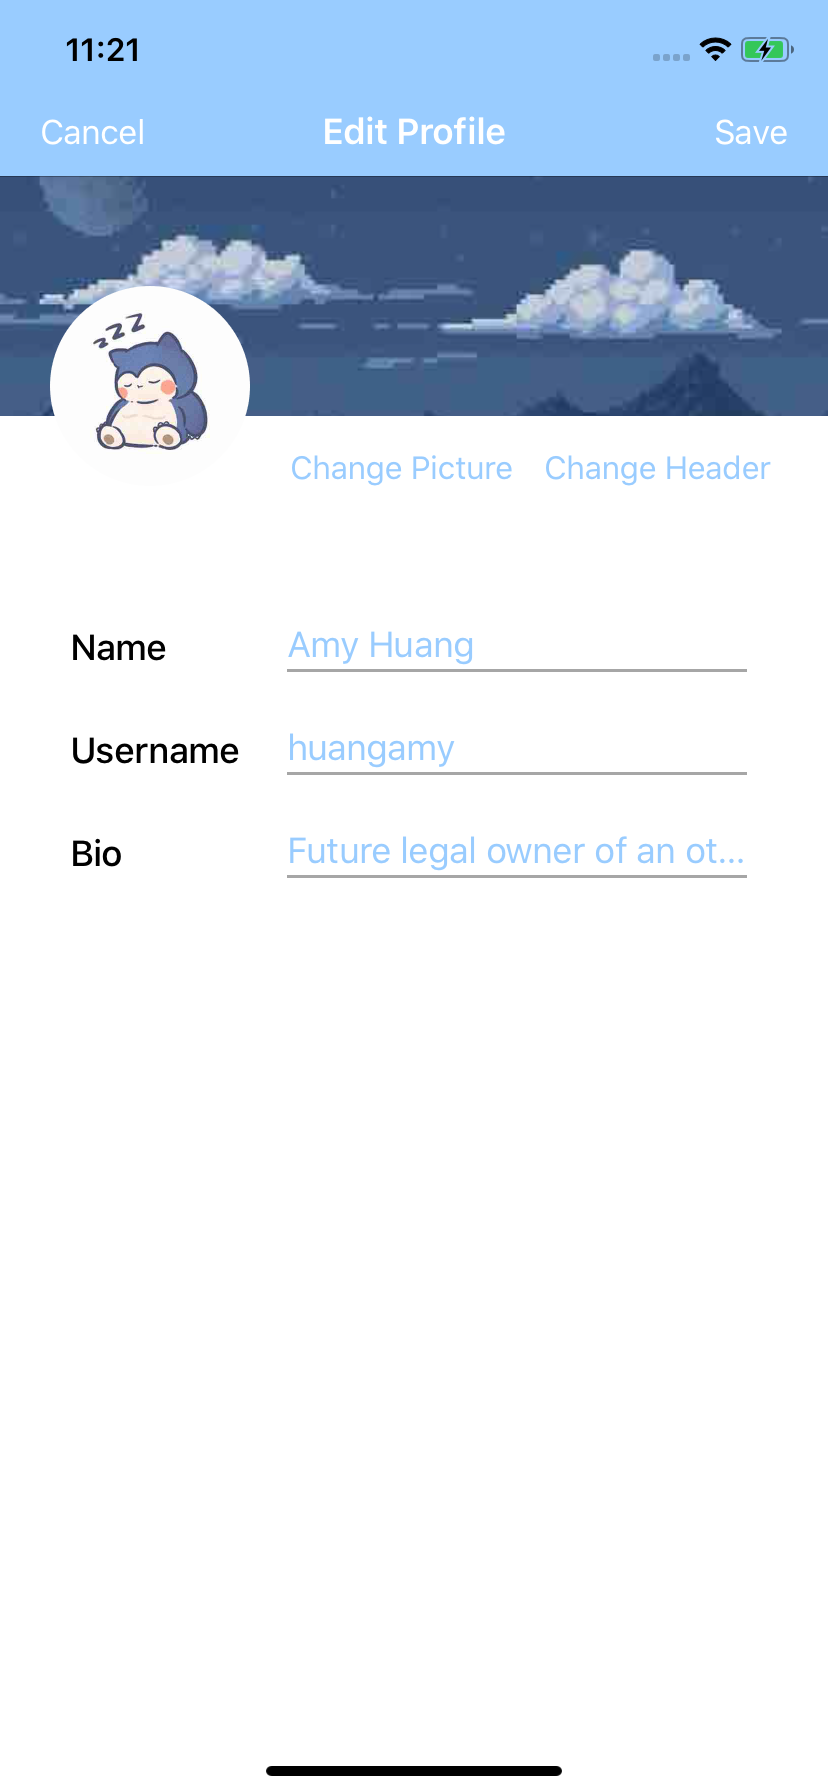 11:21
Cancel Edit Profile Save
zzz
Change Picture Change Header
Name Amy Huang
Username huangamy
Bio Future legal owner of an ot...